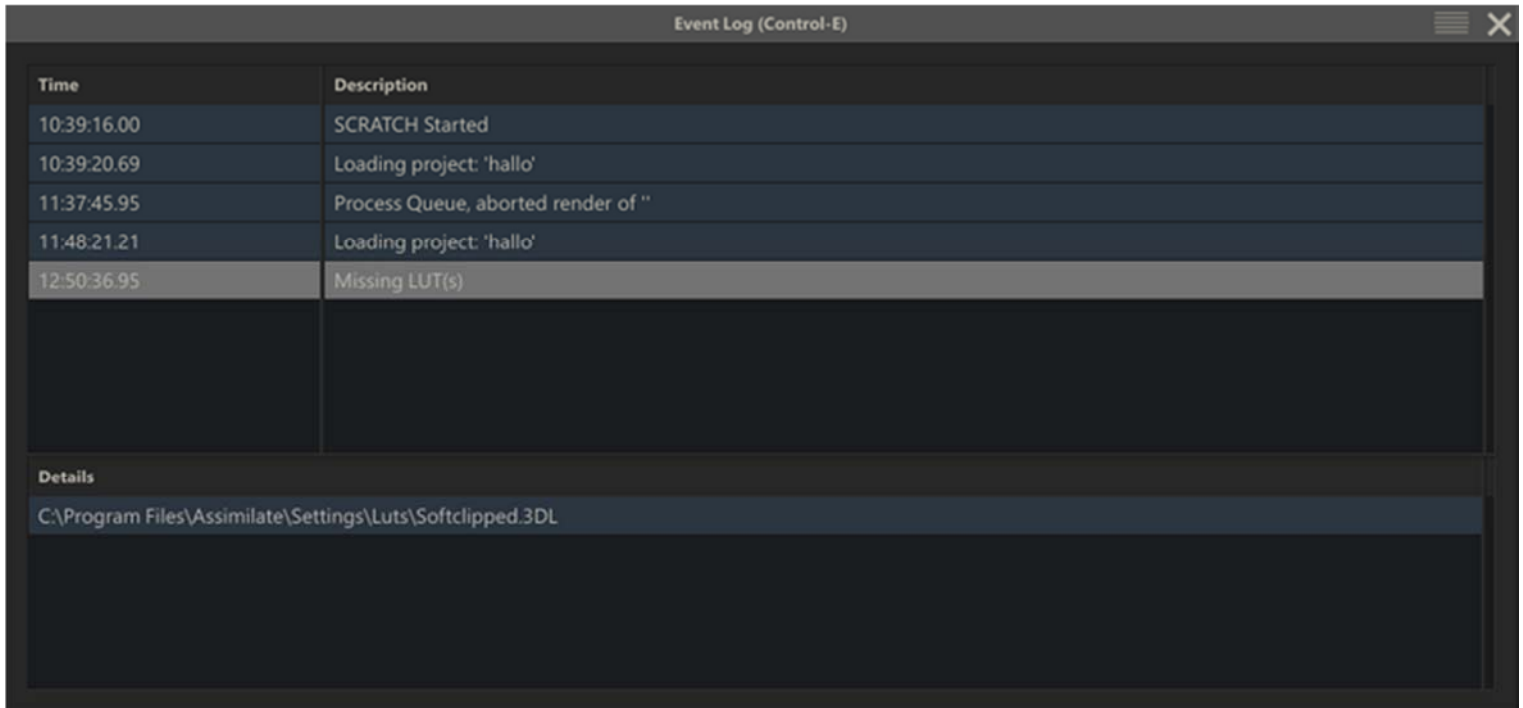 Event Log (Control-E)
Time Description
10:39:16.00 SCRATCH Started
10:39:20.69 Loading project: 'hallo'
11:37:45.95 Process Queue, aborted render of ''
11:48:21.21 Loading project: 'hallo'
12:50:36.95 Missing LUT(s)
Details
C:\Program Files\Assimilate\Settings\Luts\Softclipped.3DL